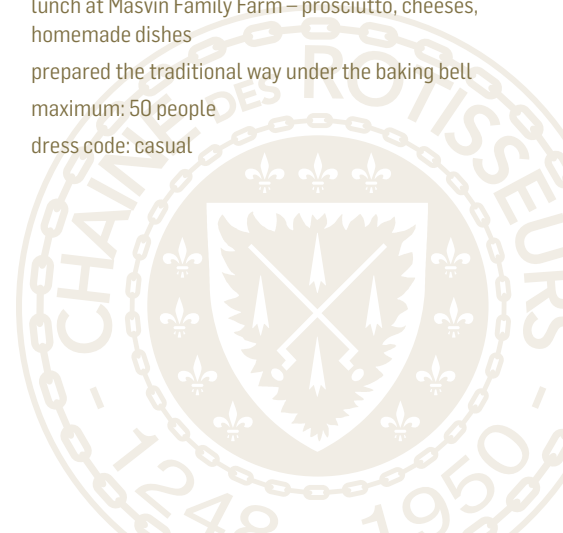 lunch at Masvin Family Farm – prosciutto, cheeses,
homemade dishes
prepared the traditional way under the baking bell
maximum: 50 people
dress code: casual
CHAINE DES ROTISSEURS
- 1248 1950 -